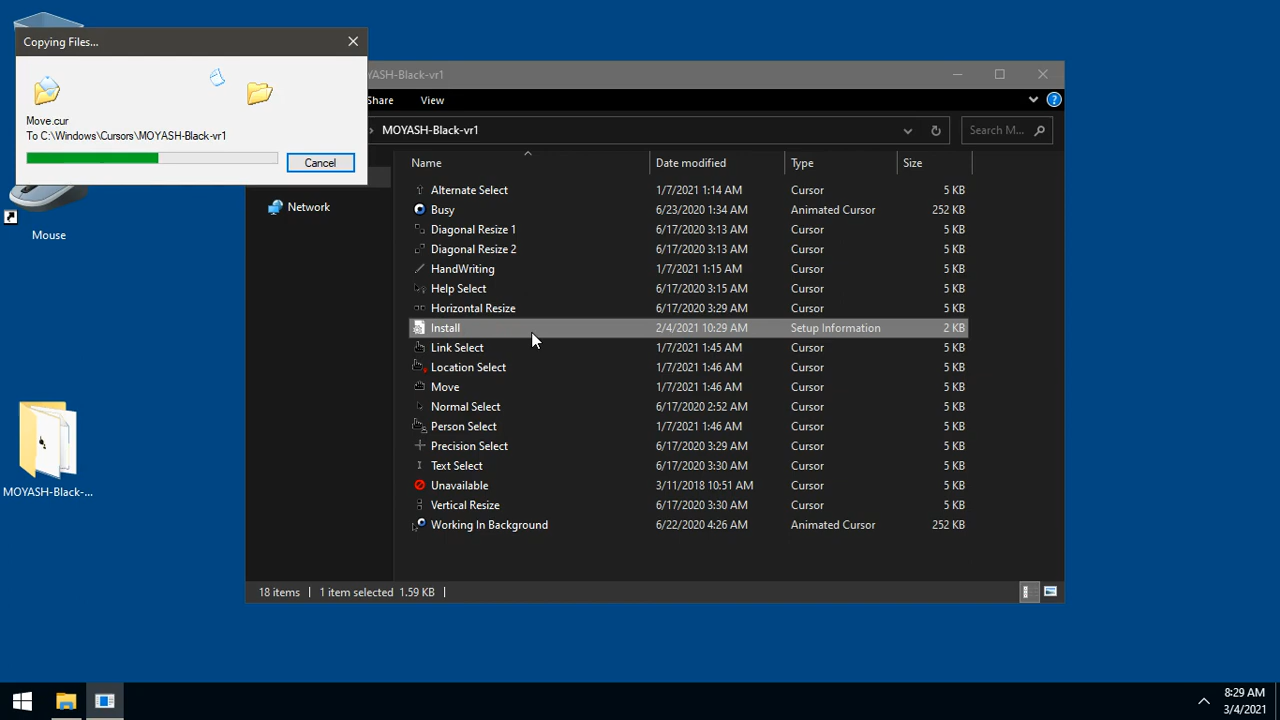 Copying Files...
Move.cur
To C:\Windows\Cursors\MOYASH-Black-vr1
Cancel
YASH-Black-vr1
Share View
MOYASH-Black-vr1 Search M...
Name Date modified Type Size
Network
Alternate Select 1/7/2021 1:14 AM Cursor 5 KB
Busy 6/23/2020 1:34 AM Animated Cursor 252 KB
Diagonal Resize 1 6/17/2020 3:13 AM Cursor 5 KB
Diagonal Resize 2 6/17/2020 3:13 AM Cursor 5 KB
HandWriting 1/7/2021 1:15 AM Cursor 5 KB
Help Select 6/17/2020 3:15 AM Cursor 5 KB
Horizontal Resize 6/17/2020 3:29 AM Cursor 5 KB
Install 2/4/2021 10:29 AM Setup Information 2 KB
Link Select 1/7/2021 1:45 AM Cursor 5 KB
Location Select 1/7/2021 1:46 AM Cursor 5 KB
Move 1/7/2021 1:46 AM Cursor 5 KB
Normal Select 6/17/2020 2:52 AM Cursor 5 KB
Person Select 1/7/2021 1:46 AM Cursor 5 KB
Precision Select 6/17/2020 3:29 AM Cursor 5 KB
Text Select 6/17/2020 3:30 AM Cursor 5 KB
Unavailable 3/11/2018 10:51 AM Cursor 5 KB
Vertical Resize 6/17/2020 3:30 AM Cursor 5 KB
Working In Background 6/22/2020 4:26 AM Animated Cursor 252 KB
18 items 1 item selected 1.59 KB
Mouse
MOYASH-Black-...
8:29 AM
3/4/2021